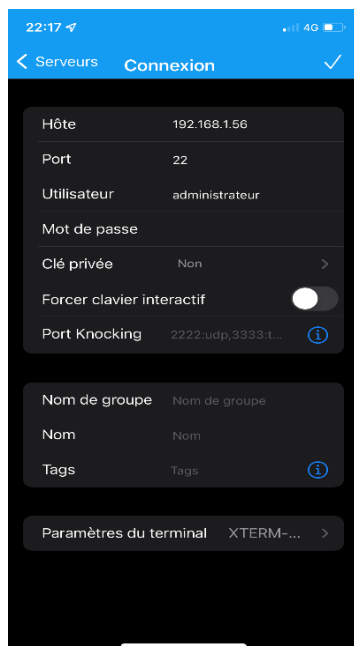 22:17 4G
Serveurs Connexion
Hôte 192.168.1.56
Port 22
Utilisateur administrateur
Mot de passe
Clé privée Non
Forcer clavier interactif
Port Knocking 2222:udp,3333:t...
Nom de groupe Nom de groupe
Nom Nom
Tags Tags
Paramètres du terminal XTERM-...